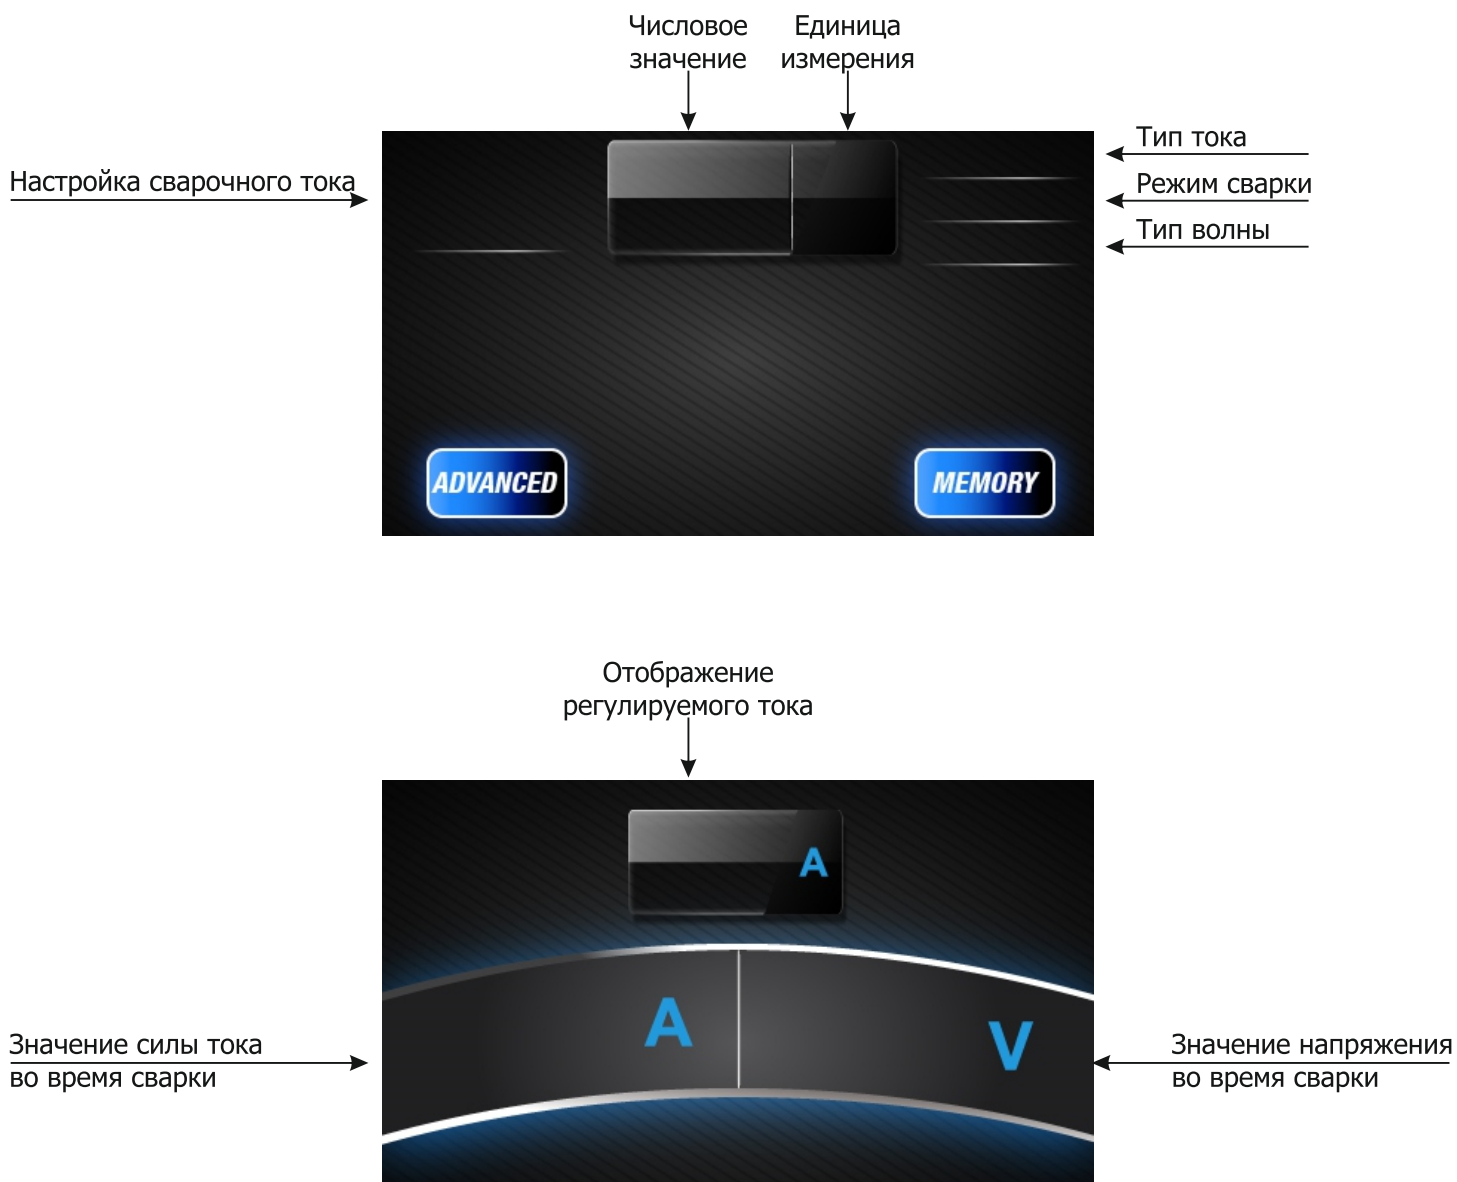 Числовое
значение
Единица
измерения
Тип тока
Настройка сварочного тока
Режим сварки
Тип волны
ADVANCED
MEMORY
Отображение
регулируемого тока
A
A
V
Значение силы тока
во время сварки
Значение напряжения
во время сварки